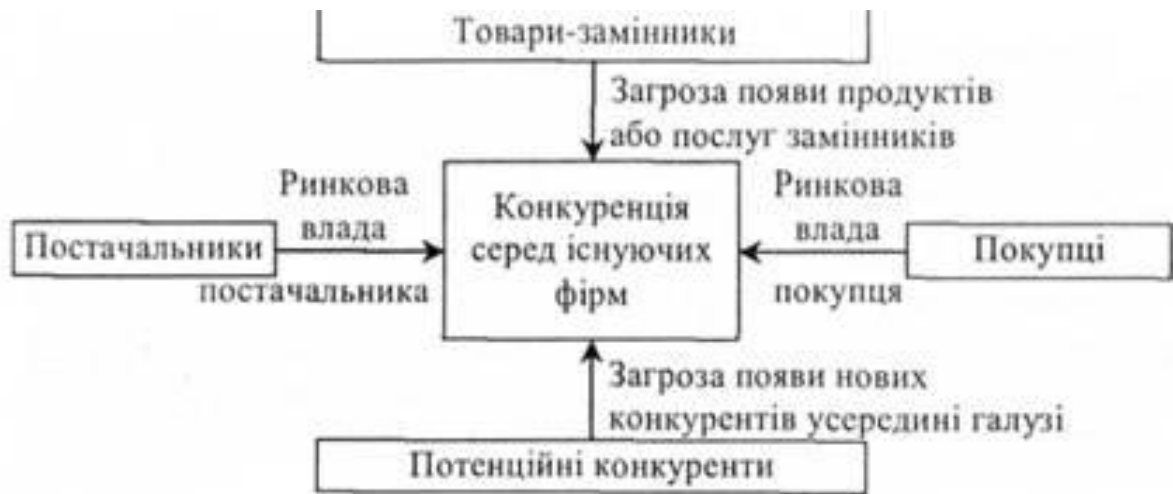 Товари-замінники
Загроза появи продуктів
або послуг замінників
Ринкова
влада
постачальника
Постачальники
Конкуренція
серед існуючих
фірм
Ринкова
влада
покупця
Покупці
Загроза появи нових
конкурентів усередині галузі
Потенційні конкуренти